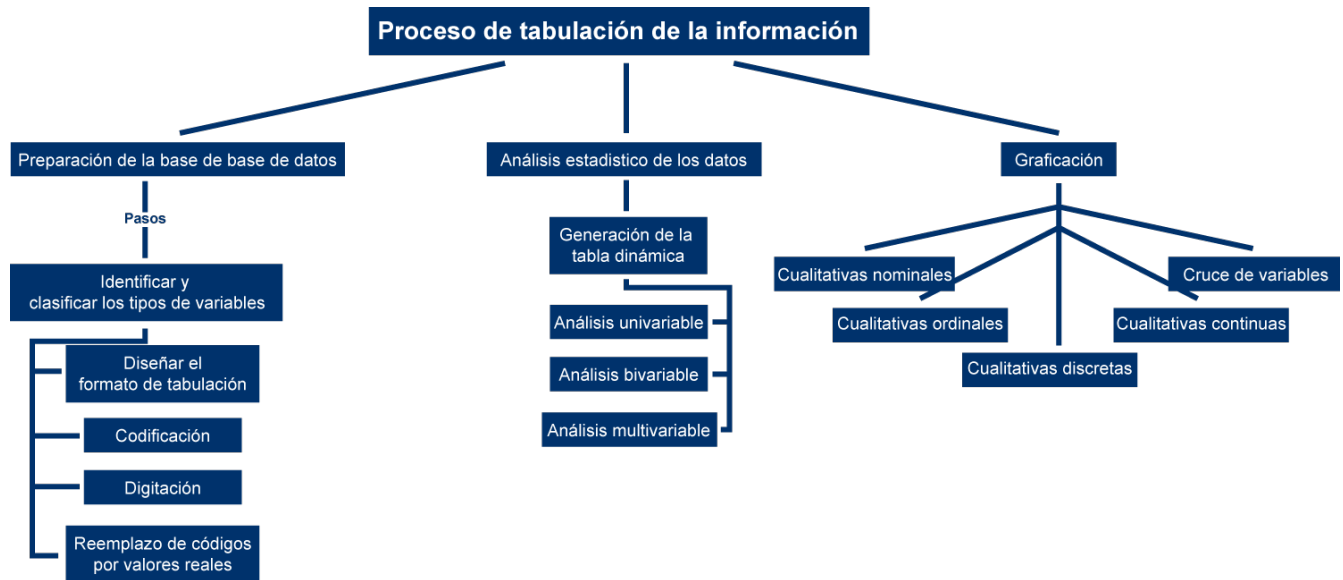 Proceso de tabulación de la información
Preparación de la base de base de datos
Análisis estadistico de los datos
Graficación
Pasos
Identificar y
clasificar los tipos de variables
Diseñar el
formato de tabulación
Codificación
Digitación
Reemplazo de códigos
por valores reales
Generación de la
tabla dinámica
Análisis univariable
Análisis bivariable
Análisis multivariable
Cualitativas nominales
Cualitativas ordinales
Cualitativas discretas
Cualitativas continuas
Cruce de variables